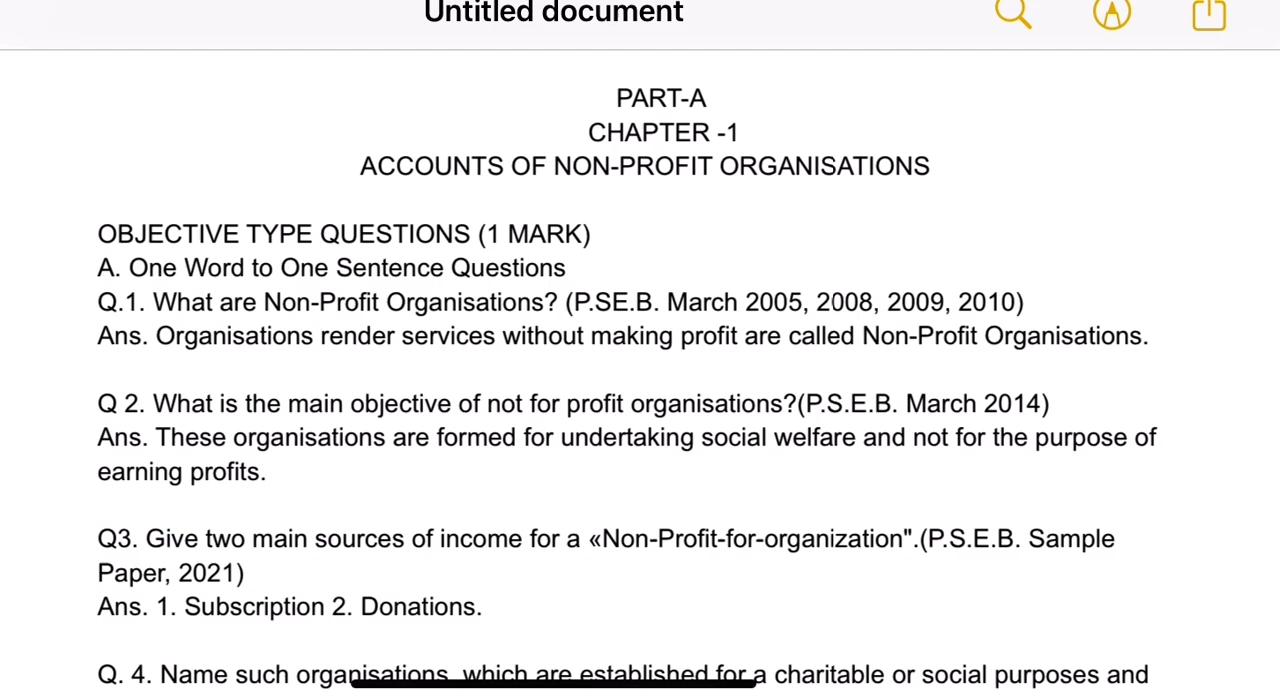 Untitled document
PART-A
CHAPTER -1
ACCOUNTS OF NON-PROFIT ORGANISATIONS
OBJECTIVE TYPE QUESTIONS (1 MARK)
A. One Word to One Sentence Questions
Q.1. What are Non-Profit Organisations? (P.SE.B. March 2005, 2008, 2009, 2010)
Ans. Organisations render services without making profit are called Non-Profit Organisations.
Q 2. What is the main objective of not for profit organisations?(P.S.E.B. March 2014)
Ans. These organisations are formed for undertaking social welfare and not for the purpose of
earning profits.
Q3. Give two main sources of income for a «Non-Profit-for-organization".(P.S.E.B. Sample
Paper, 2021)
Ans. 1. Subscription 2. Donations.
Q. 4. Name such organisations, which are established for a charitable or social purposes and